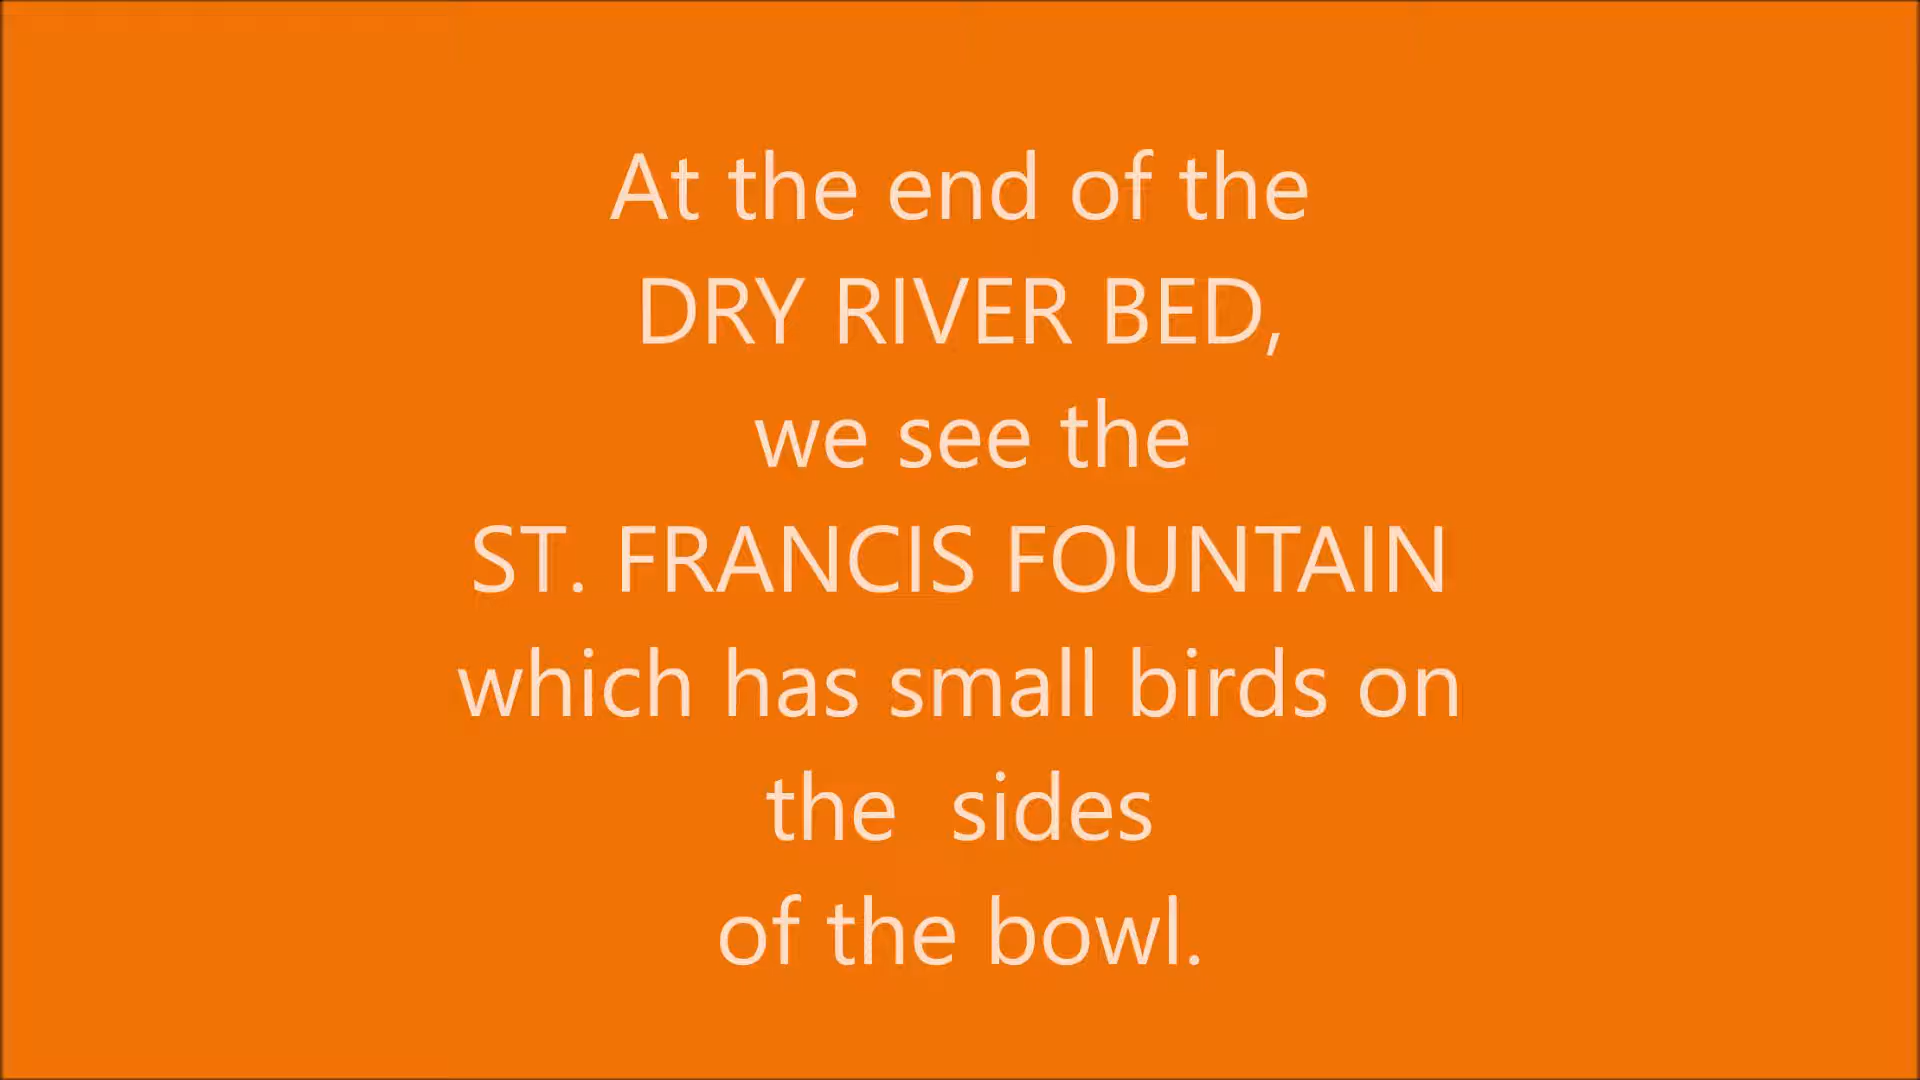 At the end of the
DRY RIVER BED,
we see the
ST. FRANCIS FOUNTAIN
which has small birds on
the  sides
of the bowl.